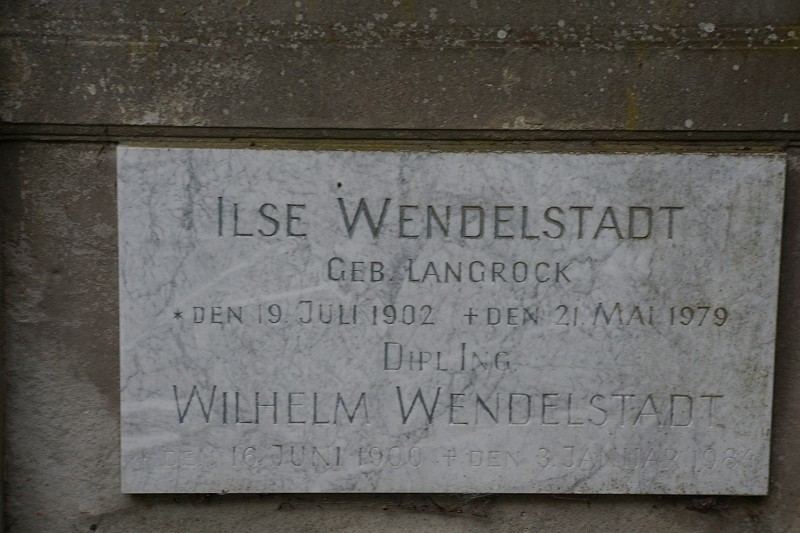 ILSE WENDELSTADT
GEB. LANGROCK
*DEN 19. JULI 1902 +DEN 21. MAI 1979
DIPL ING.
WILHELM WENDELSTADT
* DEN 16. JUNI 1900 + DEN 3. JANUAR 1984